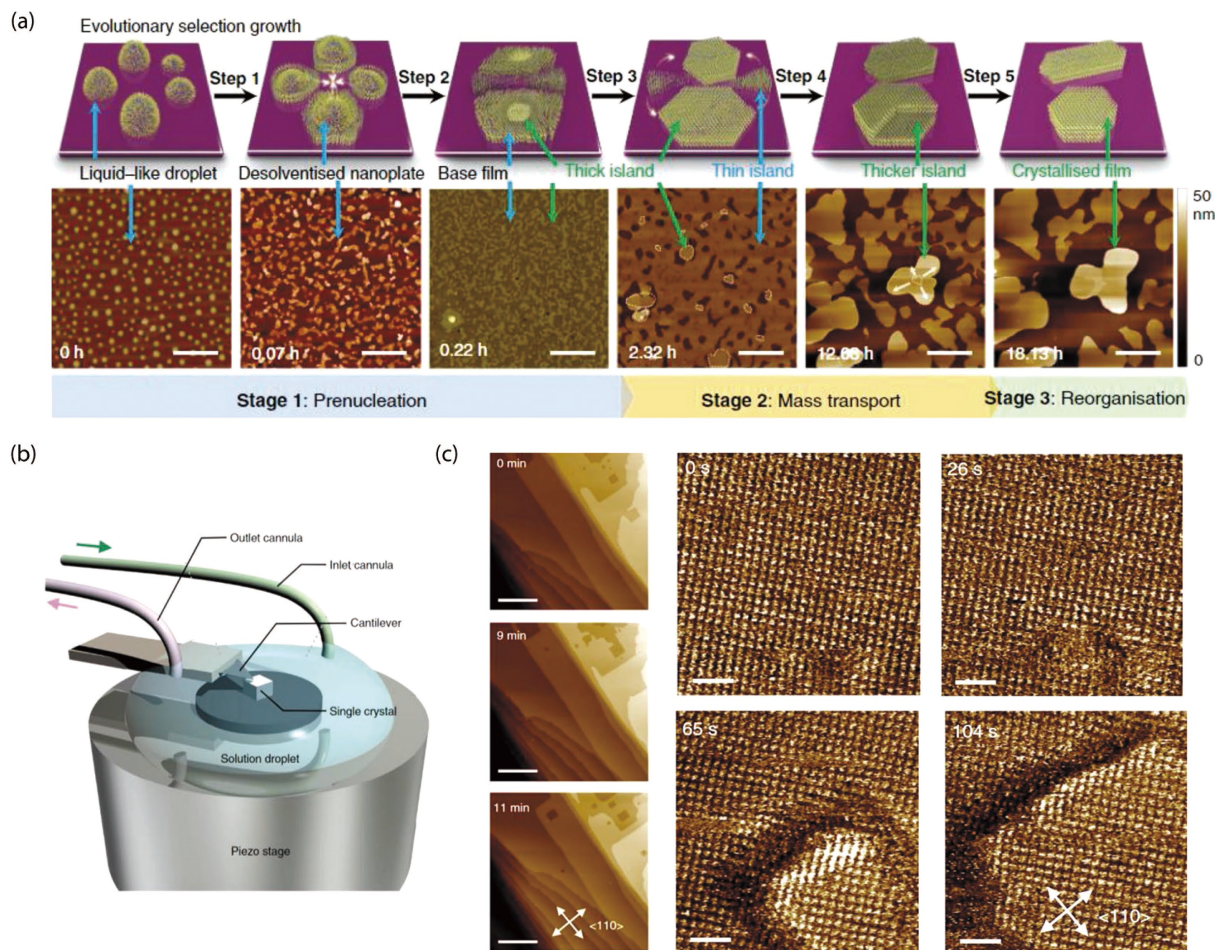 (a)
Evolutionary selection growth
Step 1
Step 2
Step 3
Step 4
Step 5
Liquid–like droplet
Desolventised nanoplate
Base film
Thick island
Thin island
Thicker island
Crystallised film
50
nm
0
0 h
0.07 h
0.22 h
2.32 h
12.68 h
18.13 h
Stage 1: Prenucleation
Stage 2: Mass transport
Stage 3: Reorganisation
(b)
Outlet cannula
Inlet cannula
Cantilever
Single crystal
Solution droplet
Piezo stage
(c)
0 min
9 min
11 min
<110>
0 s
26 s
65 s
104 s
<110>